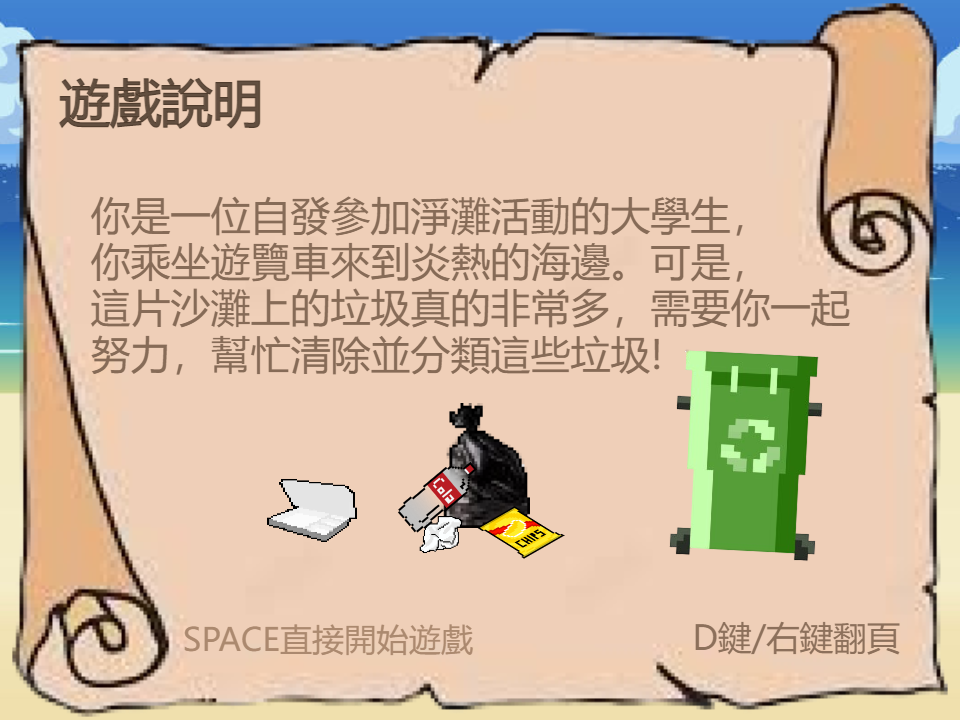 遊戲說明
你是一位自發參加淨灘活動的大學生，
你乘坐遊覽車來到炎熱的海邊。可是，
這片沙灘上的垃圾真的非常多，需要你一起
努力，幫忙清除並分類這些垃圾!
Cola
CHIPS
SPACE直接開始遊戲
D鍵/右鍵翻頁